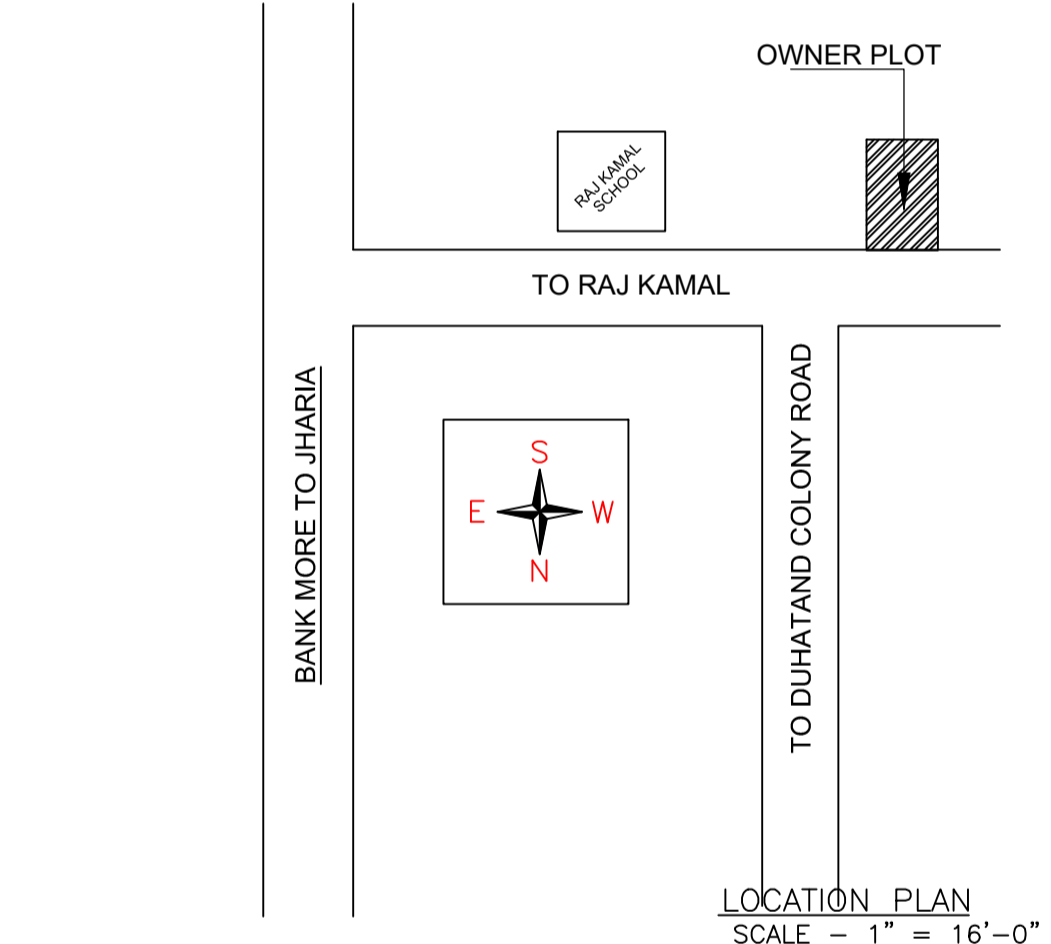 OWNER PLOT
RAJ KAMAL
SCHOOL
TO RAJ KAMAL
BANK MORE TO JHARIA
TO DUHATAND COLONY ROAD
S
E
W
N
LOCATION PLAN
SCALE - 1" = 16'-0"